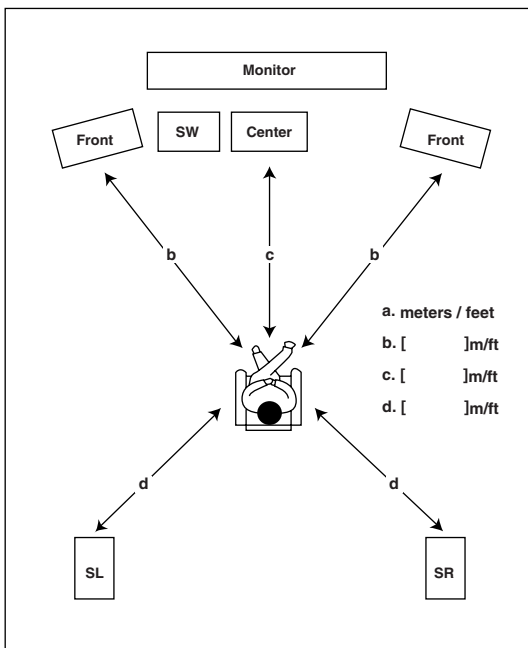 Monitor
Front
SW
Center
Front
b
c
b
a. meters / feet
b. [ ]m/ft
c. [ ]m/ft
d. [ ]m/ft
d
d
SL
SR